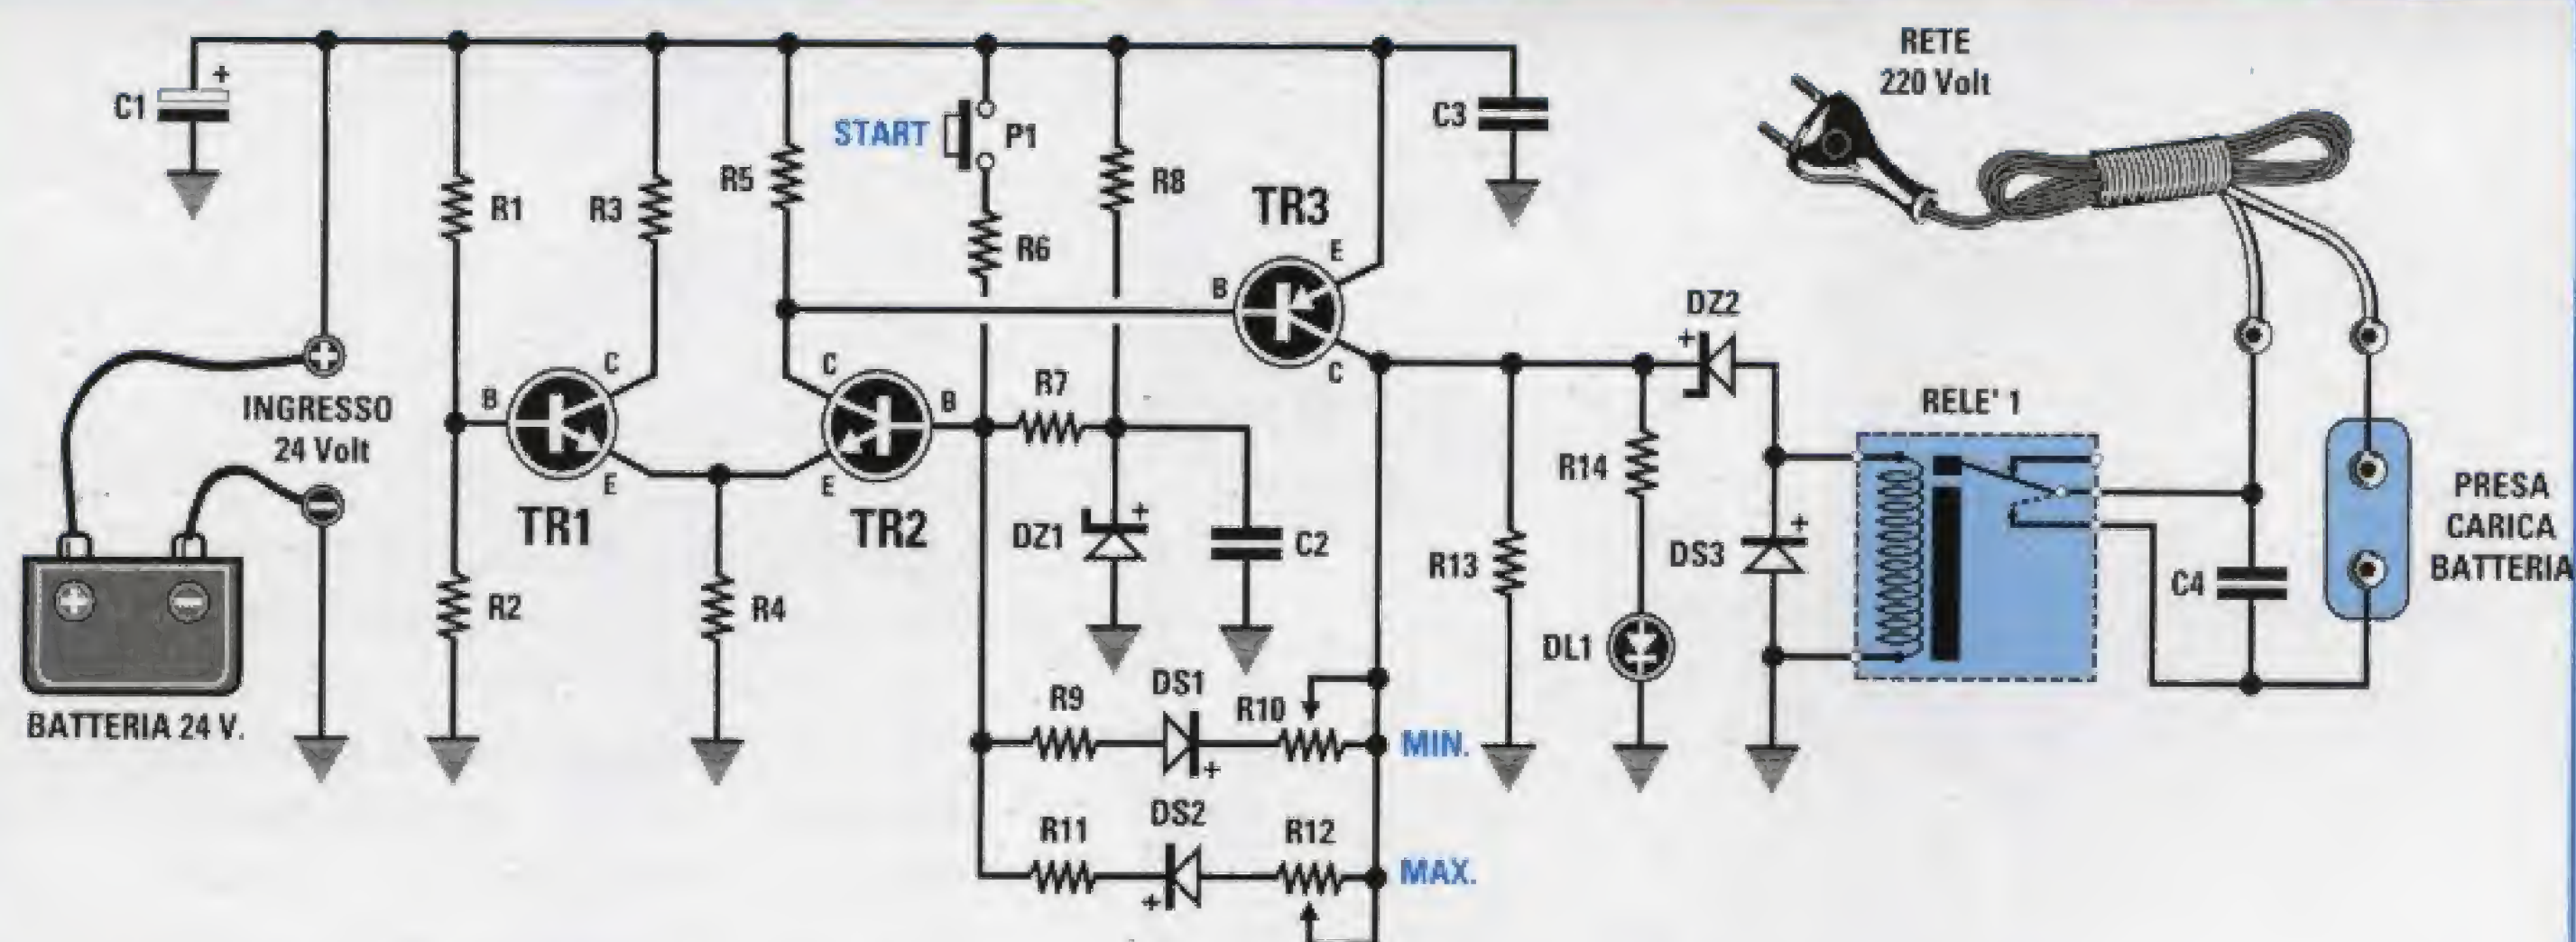 RETE
220 Volt
+
C1
START
P1
C3
R1
R3
R5
R6
R8
TR3
E
B
C
DZ2
+
INGRESSO
24 Volt
B
C
E
TR1
C
B
E
TR2
R7
DZ1
+
C2
RELE' 1
R14
R13
DS3
+
C4
PRESA
CARICA
BATTERIA
R2
R4
DL1
BATTERIA 24 V.
+
−
+
−
R9
DS1
+
R10
MIN.
R11
DS2
+
R12
MAX.